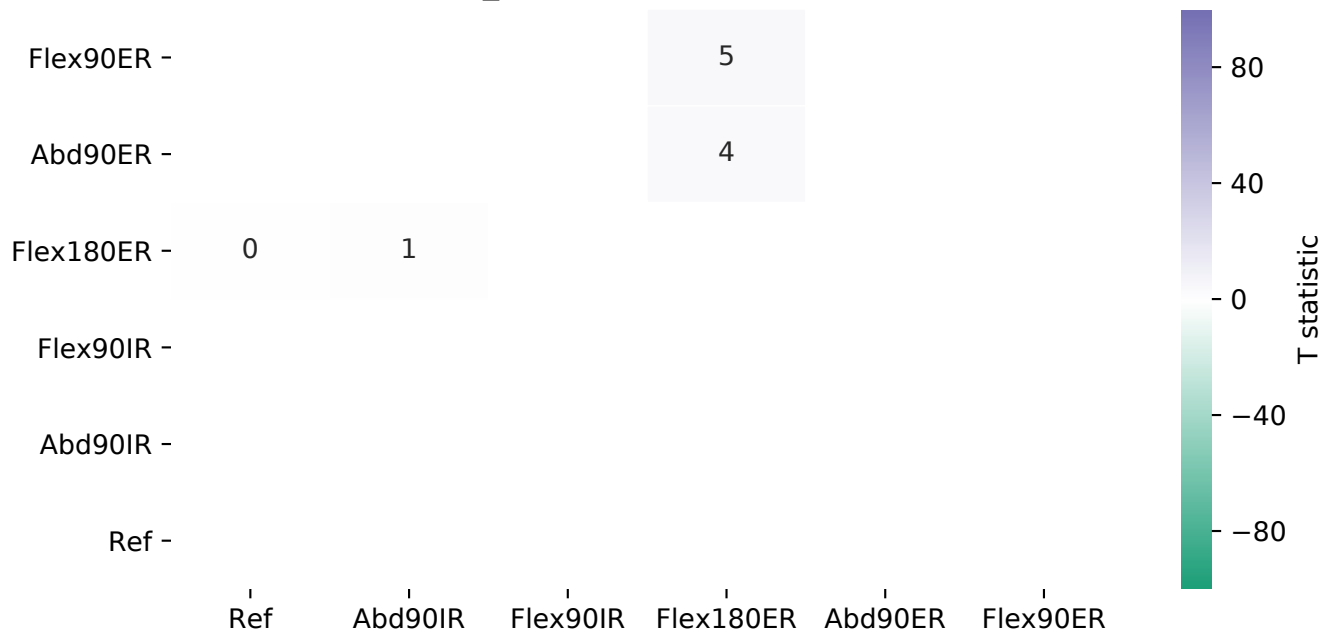 Flex90ER
5
80
Abd90ER
4
40
Flex180ER
0
1
0
T statistic
Flex90IR
−40
Abd90IR
−80
Ref
Ref
Abd90IR
Flex90IR
Flex180ER
Abd90ER
Flex90ER